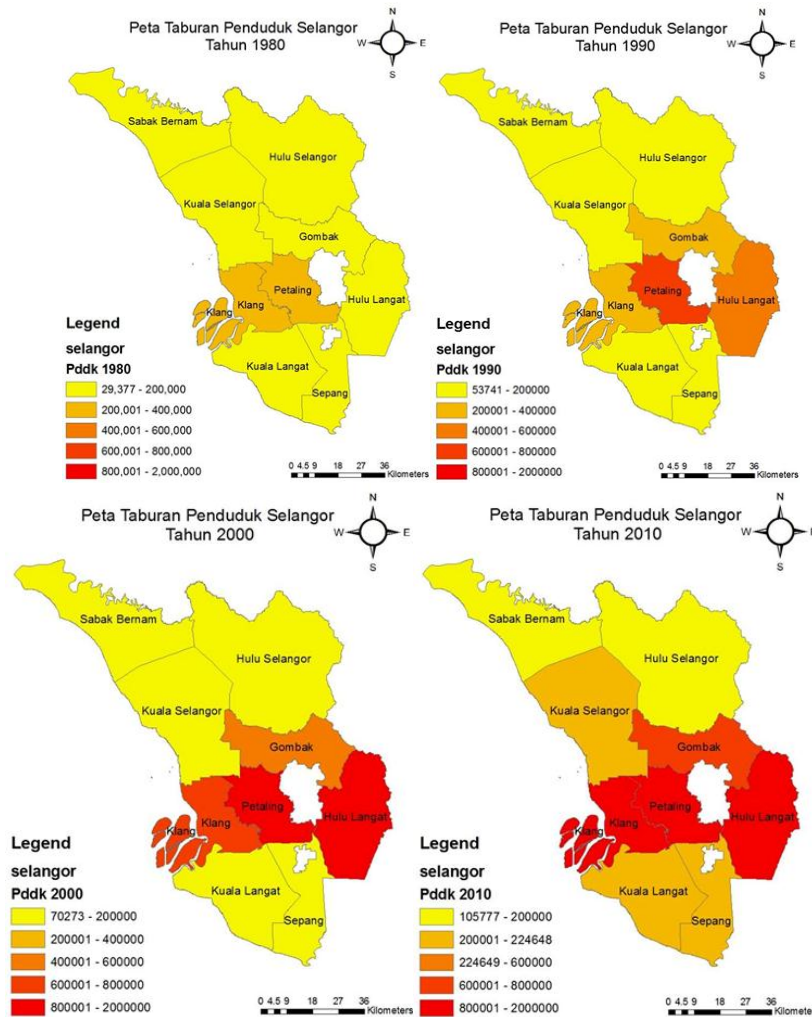 Peta Taburan Penduduk Selangor
Tahun 1980
N
W E
S
Sabak Bernam
Hulu Selangor
Kuala Selangor
Gombak
Petaling
Klang
Klang
Hulu Langat
Kuala Langat
Sepang
Legend
selangor
Pddk 1980
29,377 - 200,000
200,001 - 400,000
400,001 - 600,000
600,001 - 800,000
800,001 - 2,000,000
0 4.5 9 18 27 36
Kilometers
Peta Taburan Penduduk Selangor
Tahun 1990
N
W E
S
Sabak Bernam
Hulu Selangor
Kuala Selangor
Gombak
Petaling
Klang
Klang
Hulu Langat
Kuala Langat
Sepang
Legend
selangor
Pddk 1990
53741 - 200000
200001 - 400000
400001 - 600000
600001 - 800000
800001 - 2000000
0 4.5 9 18 27 36
Kilometers
Peta Taburan Penduduk Selangor
Tahun 2000
N
W E
S
Sabak Bernam
Hulu Selangor
Kuala Selangor
Gombak
Petaling
Klang
Klang
Hulu Langat
Kuala Langat
Sepang
Legend
selangor
Pddk 2000
70273 - 200000
200001 - 400000
400001 - 600000
600001 - 800000
800001 - 2000000
0 4.5 9 18 27 36
Kilometers
Peta Taburan Penduduk Selangor
Tahun 2010
N
W E
S
Sabak Bernam
Hulu Selangor
Kuala Selangor
Gombak
Petaling
Klang
Klang
Hulu Langat
Kuala Langat
Sepang
Legend
selangor
Pddk 2010
105777 - 200000
200001 - 224648
224649 - 600000
600001 - 800000
800001 - 2000000
0 4.5 9 18 27 36
Kilometers